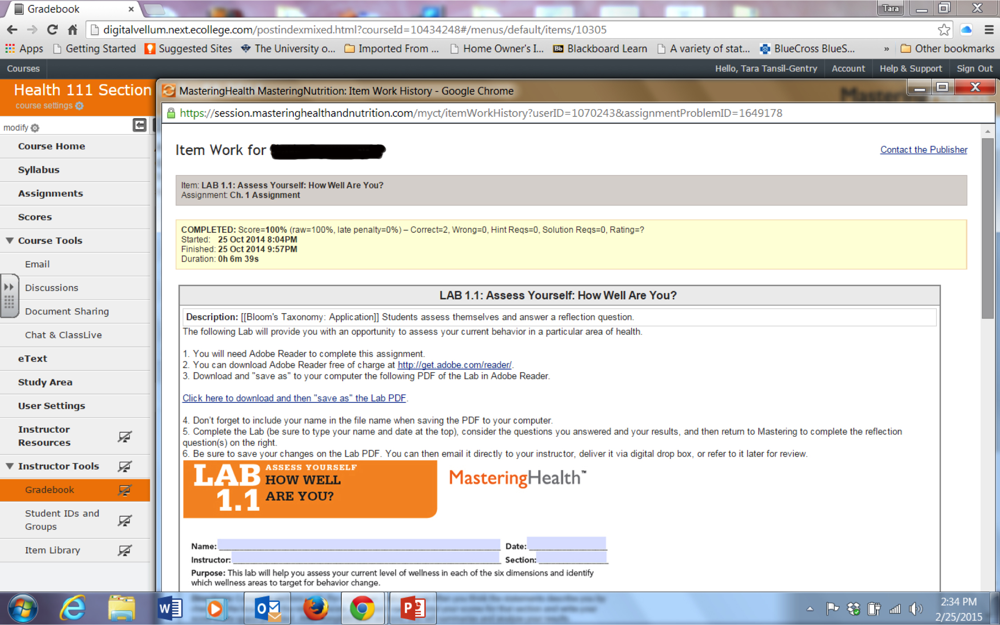 Gradebook
Tara
digitalvellum.next.ecollege.com/postindexmixed.html?courseId=10434248#/menus/default/items/10305
Apps Getting Started Suggested Sites The University o... Imported From ... Home Owner's I... Bb Blackboard Learn A variety of stat... BlueCross BlueS... » Other bookmarks
Courses Hello, Tara Tansil-Gentry Account Help & Support Sign Out
Health 111 Section
course settings
modify
Course Home
Syllabus
Assignments
Scores
Course Tools
Email
Discussions
Document Sharing
Chat & ClassLive
eText
Study Area
User Settings
Instructor
Resources
Instructor Tools
Gradebook
Student IDs and
Groups
Item Library
MasteringHealth MasteringNutrition: Item Work History - Google Chrome
Mastering
https://session.masteringhealthandnutrition.com/myct/itemWorkHistory?userID=1070243&assignmentProblemID=1649178
Item Work for
Contact the Publisher
Item: LAB 1.1: Assess Yourself: How Well Are You?
Assignment: Ch. 1 Assignment
COMPLETED: Score=100% (raw=100%, late penalty=0%) – Correct=2, Wrong=0, Hint Reqs=0, Solution Reqs=0, Rating=?
Started: 25 Oct 2014 8:04PM
Finished: 25 Oct 2014 9:57PM
Duration: 0h 6m 39s
LAB 1.1: Assess Yourself: How Well Are You?
Description: [[Bloom's Taxonomy: Application]] Students assess themselves and answer a reflection question.
The following Lab will provide you with an opportunity to assess your current behavior in a particular area of health.
1. You will need Adobe Reader to complete this assignment.
2. You can download Adobe Reader free of charge at http://get.adobe.com/reader/.
3. Download and "save as" to your computer the following PDF of the Lab in Adobe Reader.
Click here to download and then "save as" the Lab PDF.
4. Don't forget to include your name in the file name when saving the PDF to your computer.
5. Complete the Lab (be sure to type your name and date at the top), consider the questions you answered and your results, and then return to Mastering to complete the reflection
question(s) on the right.
6. Be sure to save your changes on the Lab PDF. You can then email it directly to your instructor, deliver it via digital drop box, or refer to it later for review.
LAB 1.1
ASSESS YOURSELF
HOW WELL
ARE YOU?
MasteringHealth™
Name: Date:
Instructor: Section:
Purpose: This lab will help you assess your current level of wellness in each of the six dimensions and identify
which wellness areas to target for behavior change.
2:34 PM
2/25/2015